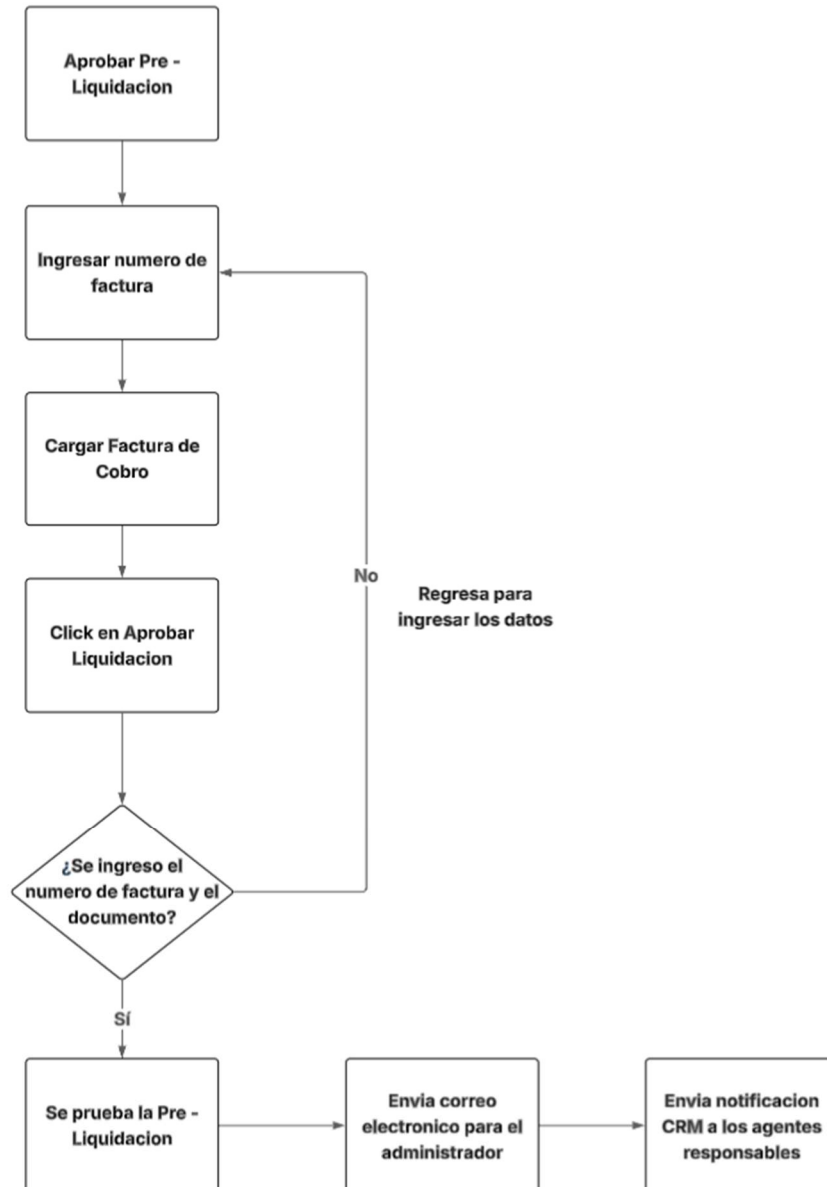 Aprobar Pre -
Liquidacion
Ingresar numero de
factura
Cargar Factura de
Cobro
No
Regresa para
ingresar los datos
Click en Aprobar
Liquidacion
¿Se ingreso el
numero de factura y el
documento?
Sí
Se prueba la Pre -
Liquidacion
Envia correo
electronico para el
administrador
Envia notificacion
CRM a los agentes
responsables